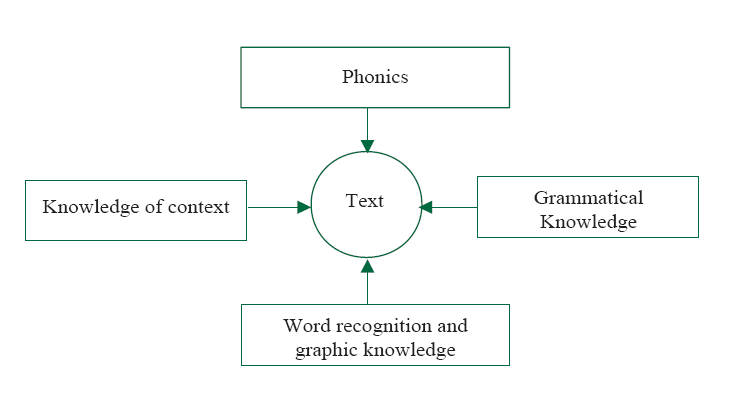 Phonics
Knowledge of context
Text
Grammatical
Knowledge
Word recognition and
graphic knowledge